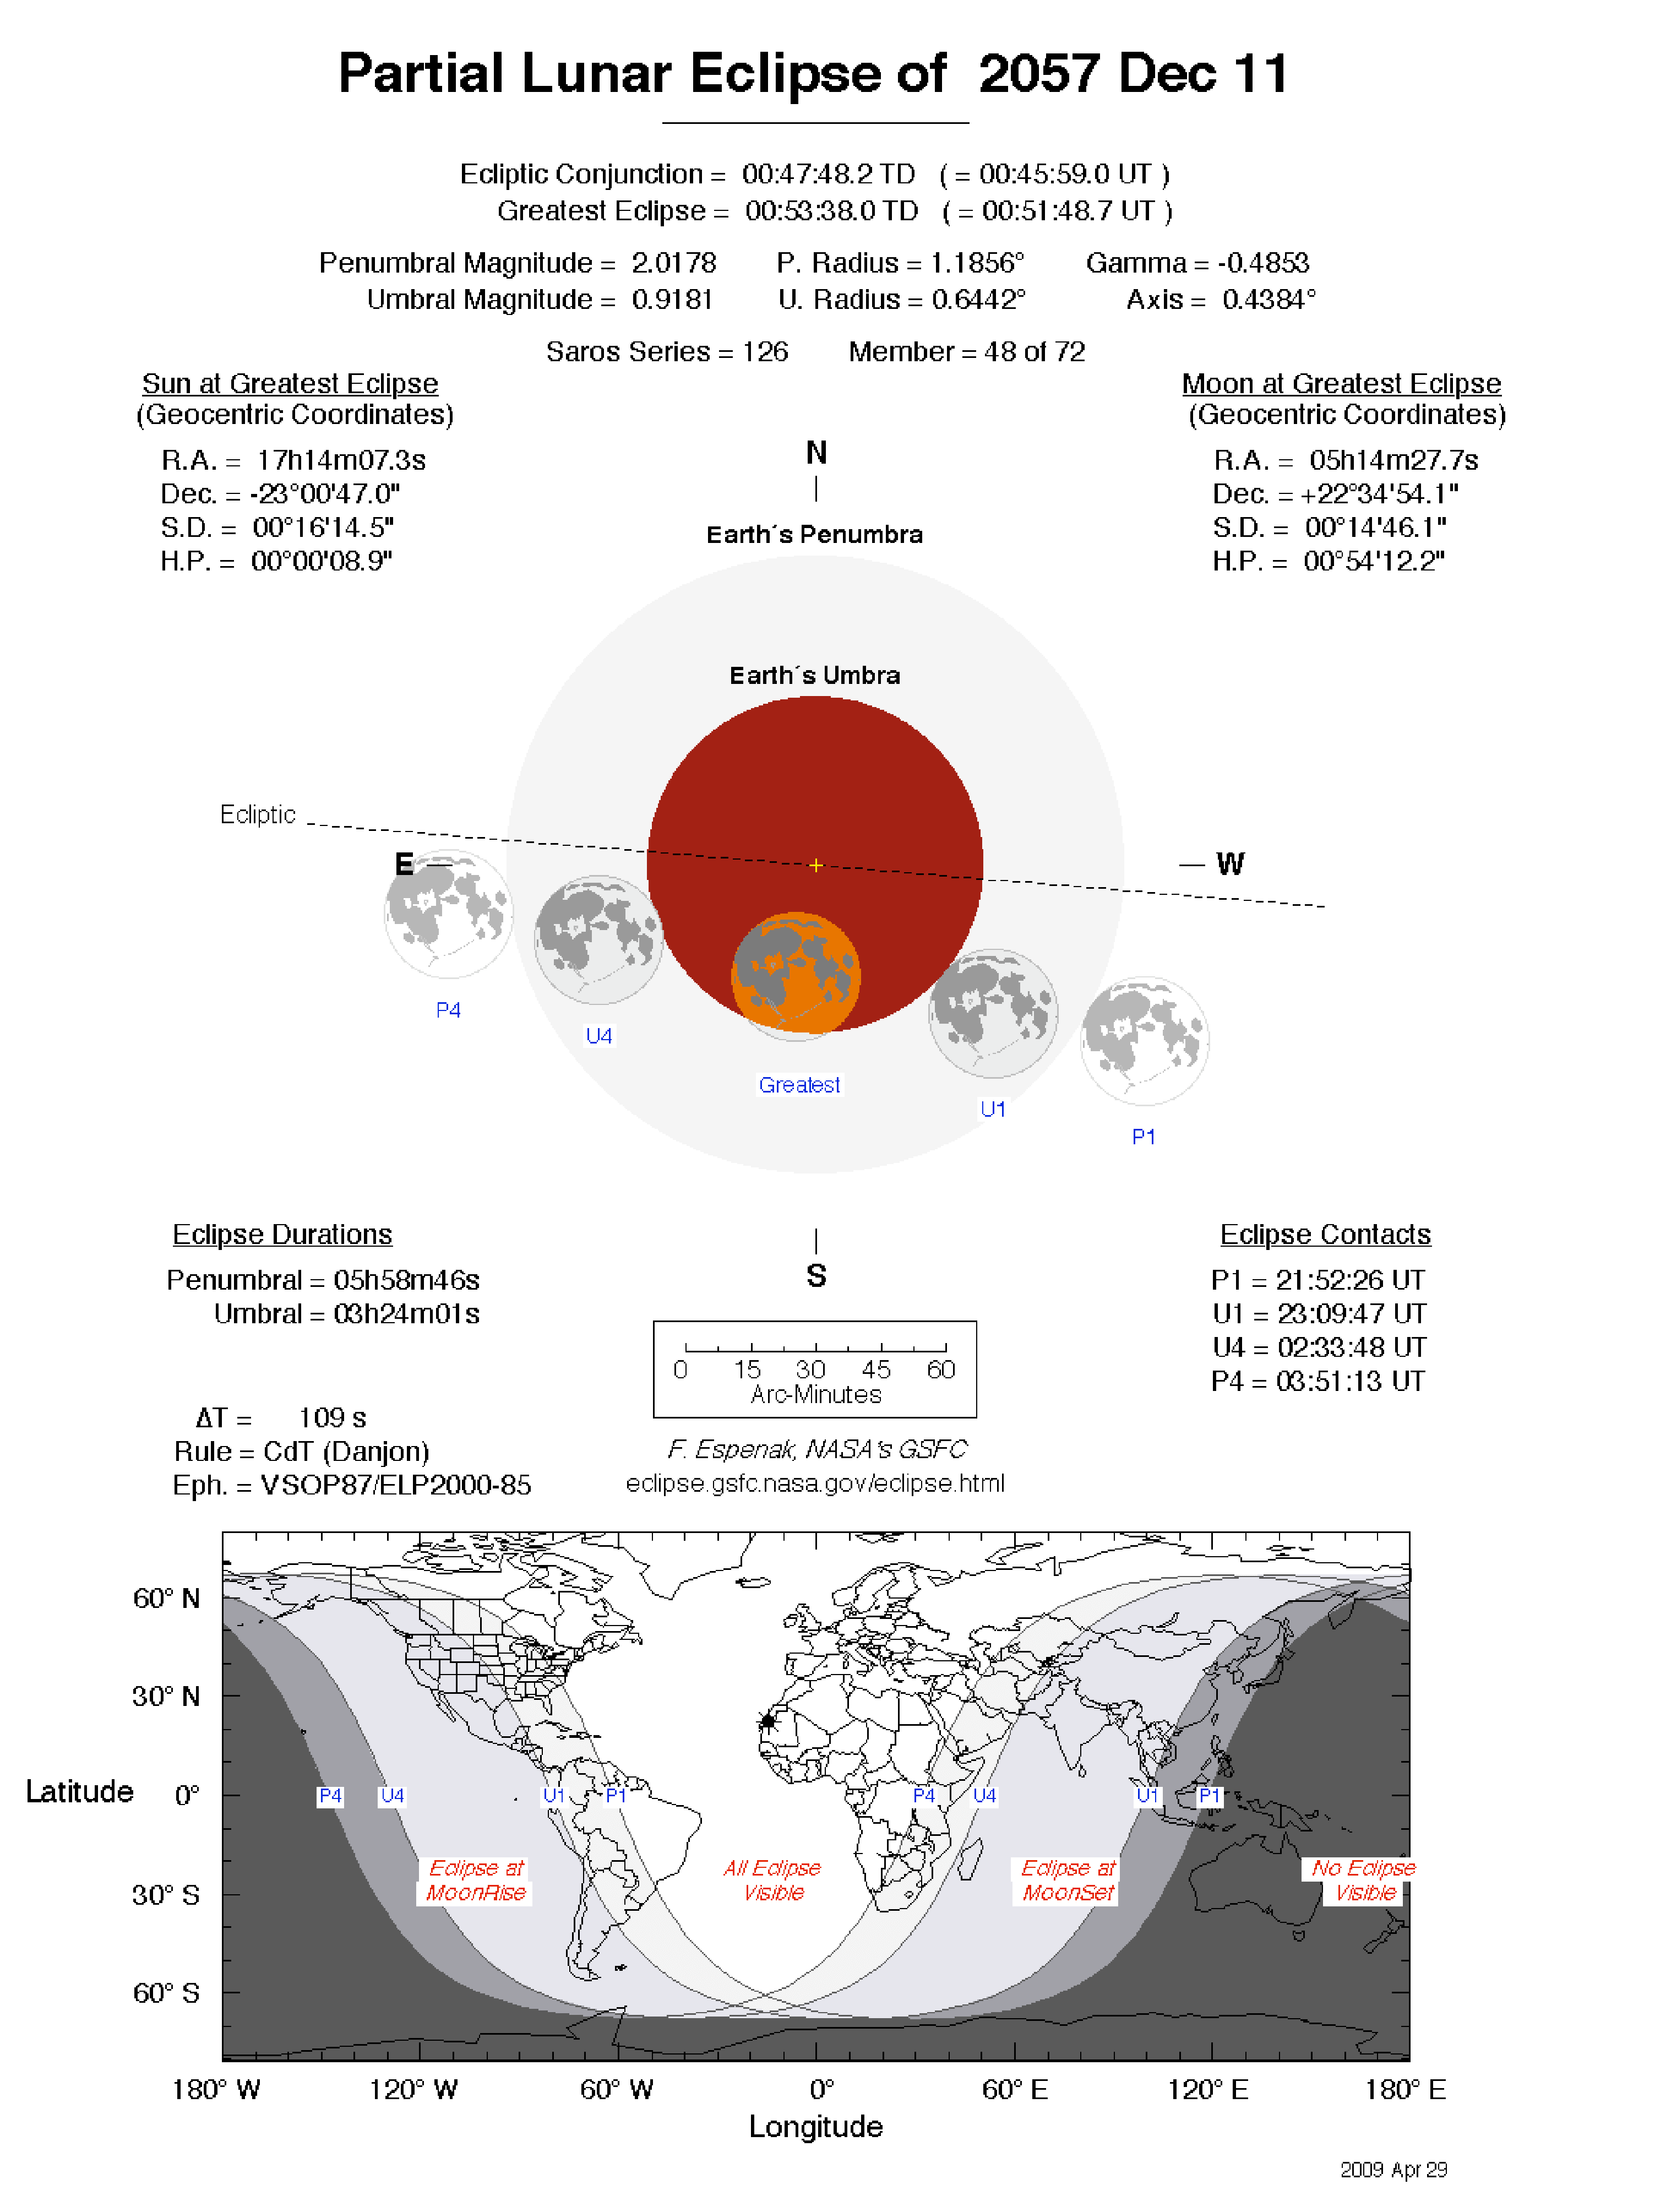 Partial Lunar Eclipse of 2057 Dec 11
Ecliptic Conjunction = 00:47:48.2 TD ( = 00:45:59.0 UT )
Greatest Eclipse = 00:53:38.0 TD ( = 00:51:48.7 UT )
Penumbral Magnitude = 2.0178 P. Radius = 1.1856° Gamma = -0.4853
Umbral Magnitude = 0.9181 U. Radius = 0.6442° Axis = 0.4384°
Saros Series = 126 Member = 48 of 72
Sun at Greatest Eclipse
(Geocentric Coordinates)
R.A. = 17h14m07.3s
Dec. = -23°00'47.0"
S.D. = 00°16'14.5"
H.P. = 00°00'08.9"
Moon at Greatest Eclipse
(Geocentric Coordinates)
R.A. = 05h14m27.7s
Dec. = +22°34'54.1"
S.D. = 00°14'46.1"
H.P. = 00°54'12.2"
N
Earth´s Penumbra
Earth´s Umbra
Ecliptic
E
W
P4
U4
Greatest
U1
P1
S
Eclipse Durations
Penumbral = 05h58m46s
Umbral = 03h24m01s
Eclipse Contacts
P1 = 21:52:26 UT
U1 = 23:09:47 UT
U4 = 02:33:48 UT
P4 = 03:51:13 UT
0 15 30 45 60
Arc-Minutes
ΔT = 109 s
Rule = CdT (Danjon)
Eph. = VSOP87/ELP2000-85
F. Espenak, NASA's GSFC
eclipse.gsfc.nasa.gov/eclipse.html
60° N
30° N
Latitude 0°
30° S
60° S
P4 U4 U1 P1 P4 U4 U1 P1
Eclipse at
MoonRise
All Eclipse
Visible
Eclipse at
MoonSet
No Eclipse
Visible
180° W 120° W 60° W 0° 60° E 120° E 180° E
Longitude
2009 Apr 29